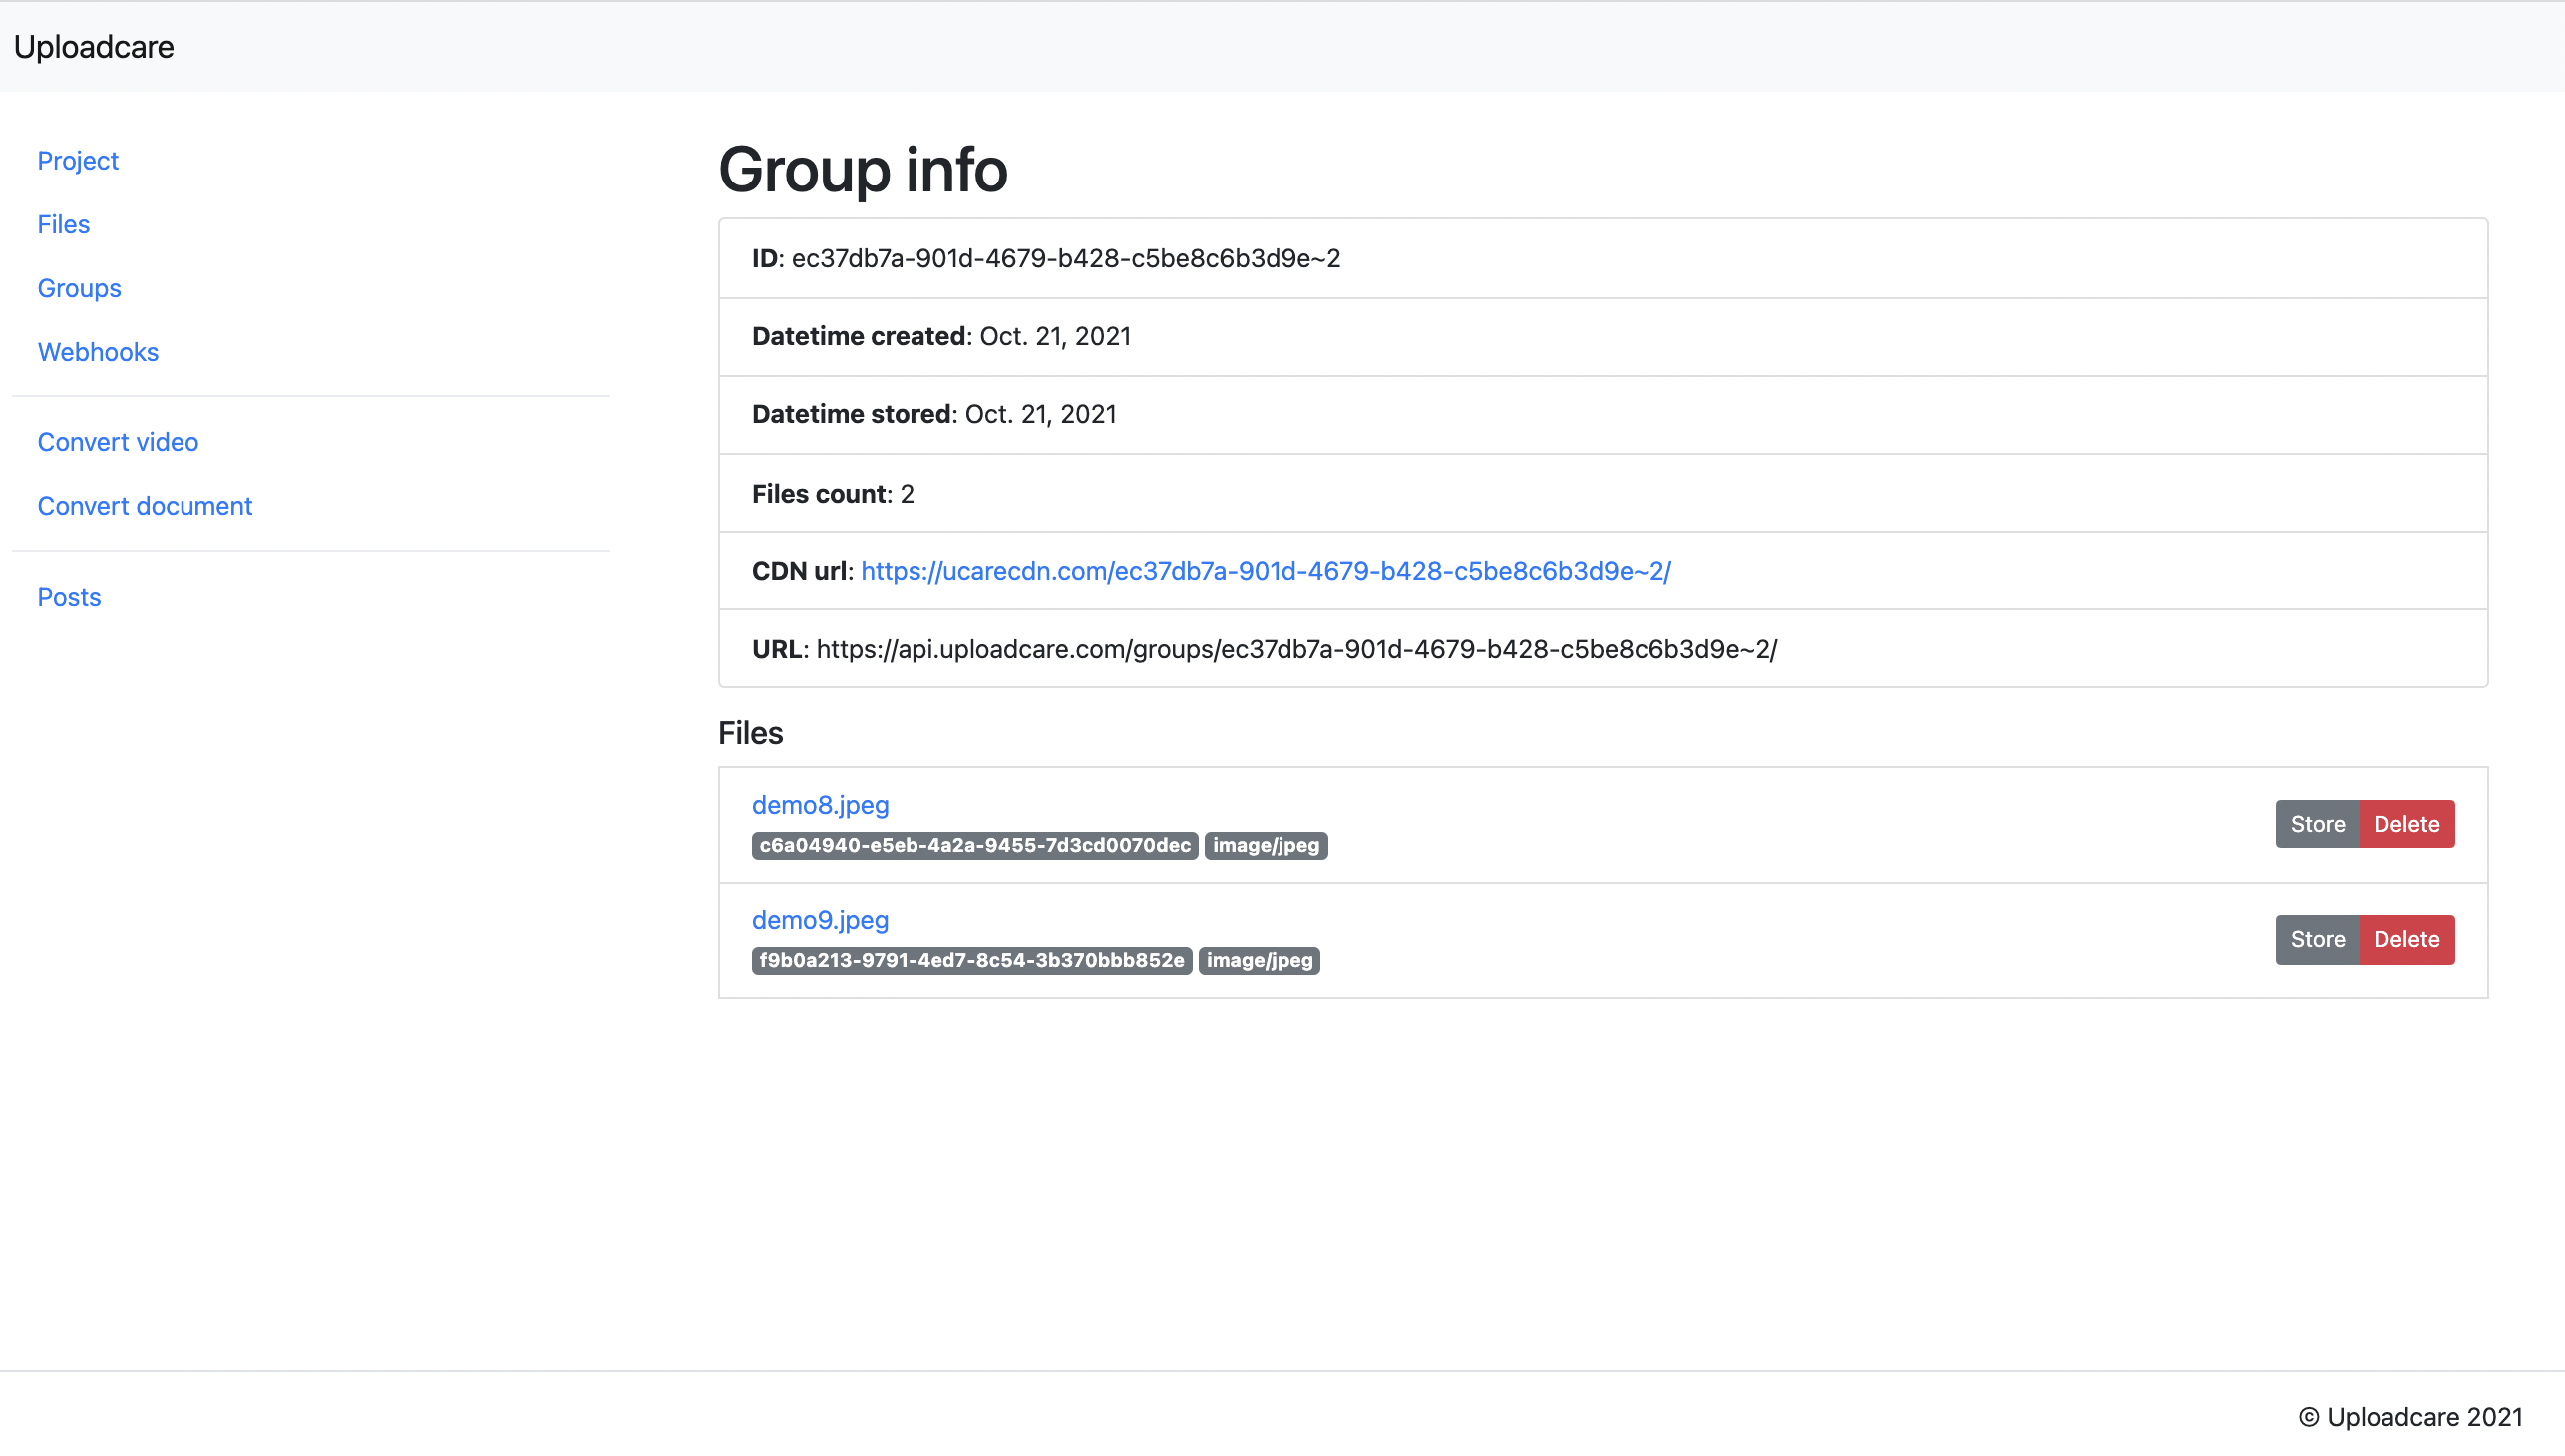 Uploadcare
Project
Files
Groups
Webhooks
Convert video
Convert document
Posts
Group info
ID: ec37db7a-901d-4679-b428-c5be8c6b3d9e~2
Datetime created: Oct. 21, 2021
Datetime stored: Oct. 21, 2021
Files count: 2
CDN url: https://ucarecdn.com/ec37db7a-901d-4679-b428-c5be8c6b3d9e~2/
URL: https://api.uploadcare.com/groups/ec37db7a-901d-4679-b428-c5be8c6b3d9e~2/
Files
demo8.jpeg
c6a04940-e5eb-4a2a-9455-7d3cd0070dec image/jpeg
Store Delete
demo9.jpeg
f9b0a213-9791-4ed7-8c54-3b370bbb852e image/jpeg
Store Delete
© Uploadcare 2021